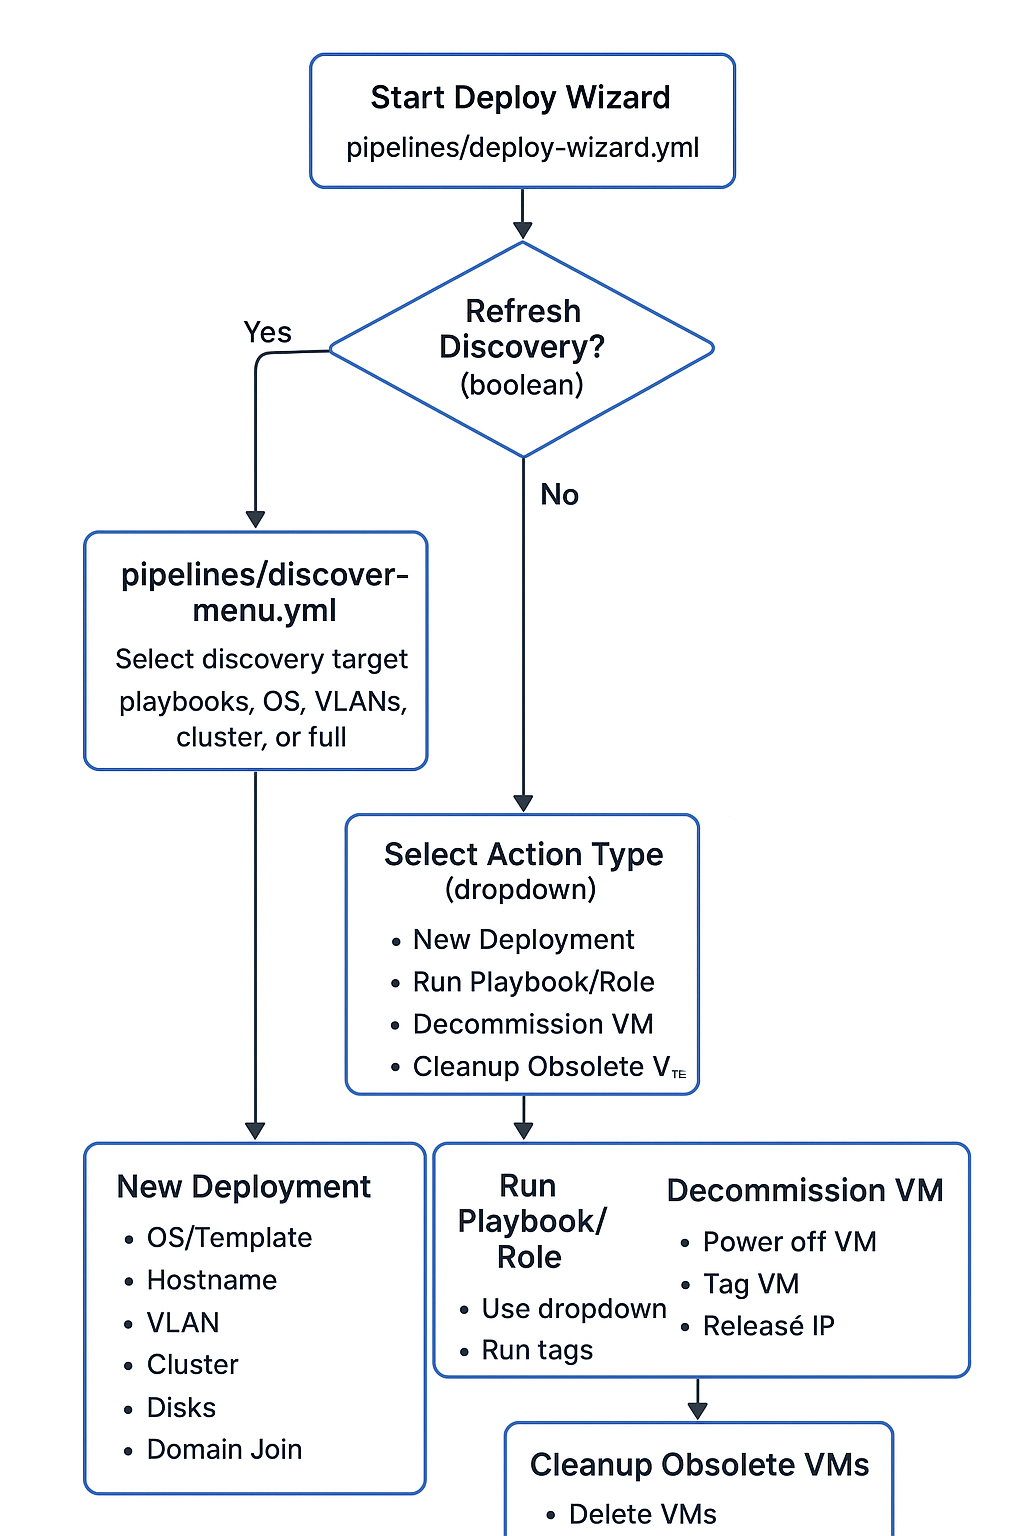 Start Deploy Wizard
pipelines/deploy-wizard.yml
Refresh
Discovery?
(boolean)
Yes
No
pipelines/discover-
menu.yml
Select discovery target
playbooks, OS, VLANs,
cluster, or full
Select Action Type
(dropdown)
• New Deployment
• Run Playbook/Role
• Decommission VM
• Cleanup Obsolete V
New Deployment
• OS/Template
• Hostname
• VLAN
• Cluster
• Disks
• Domain Join
Run
Playbook/
Role
• Use dropdown
• Run tags
Decommission VM
• Power off VM
• Tag VM
• Releasé IP
Cleanup Obsolete VMs
• Delete VMs